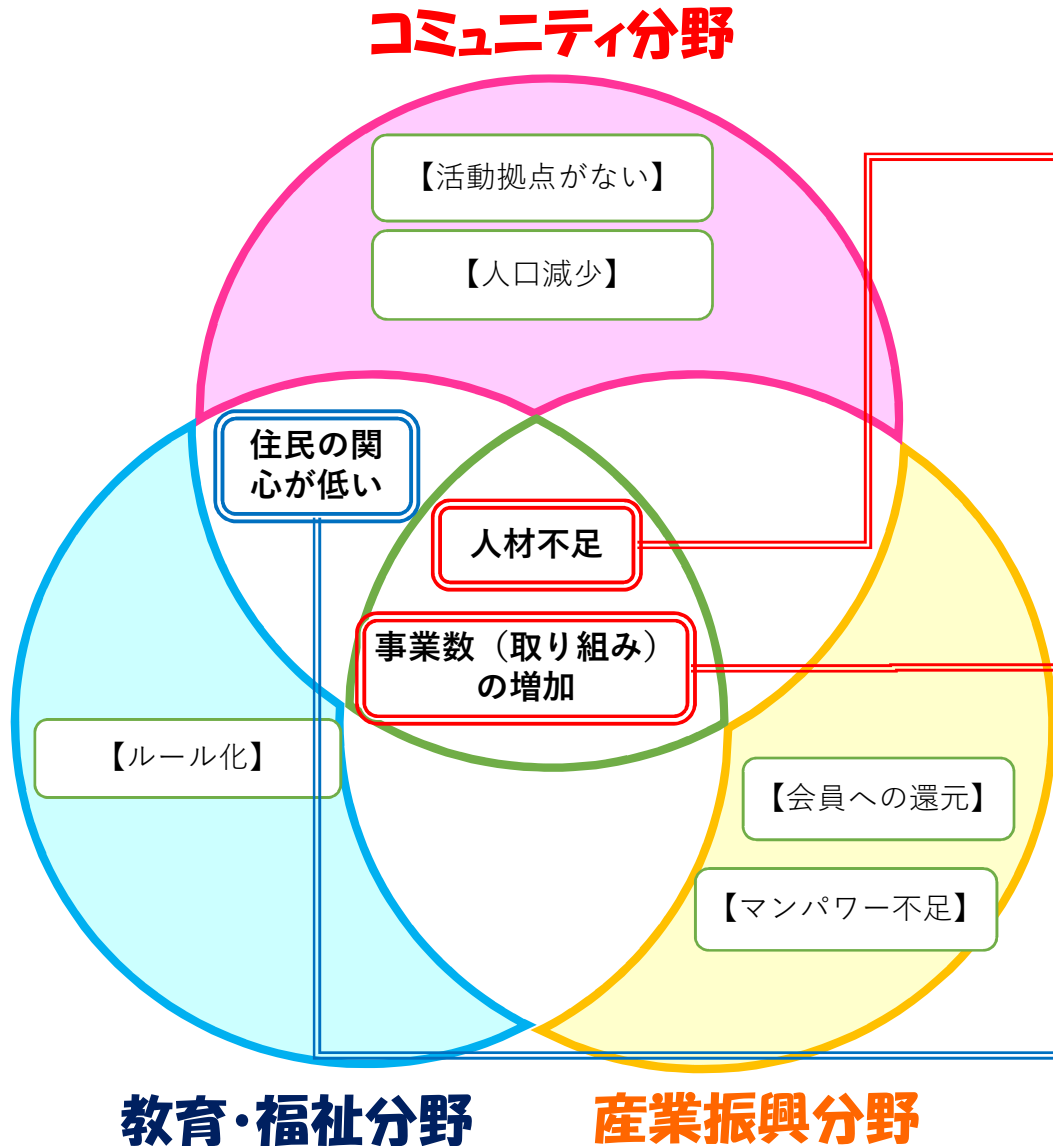 コミュニティ分野
【活動拠点がない】
【人口減少】
住民の関
心が低い
人材不足
事業数（取り組み）
の増加
【ルール化】
【会員への還元】
【マンパワー不足】
教育・福祉分野
産業振興分野